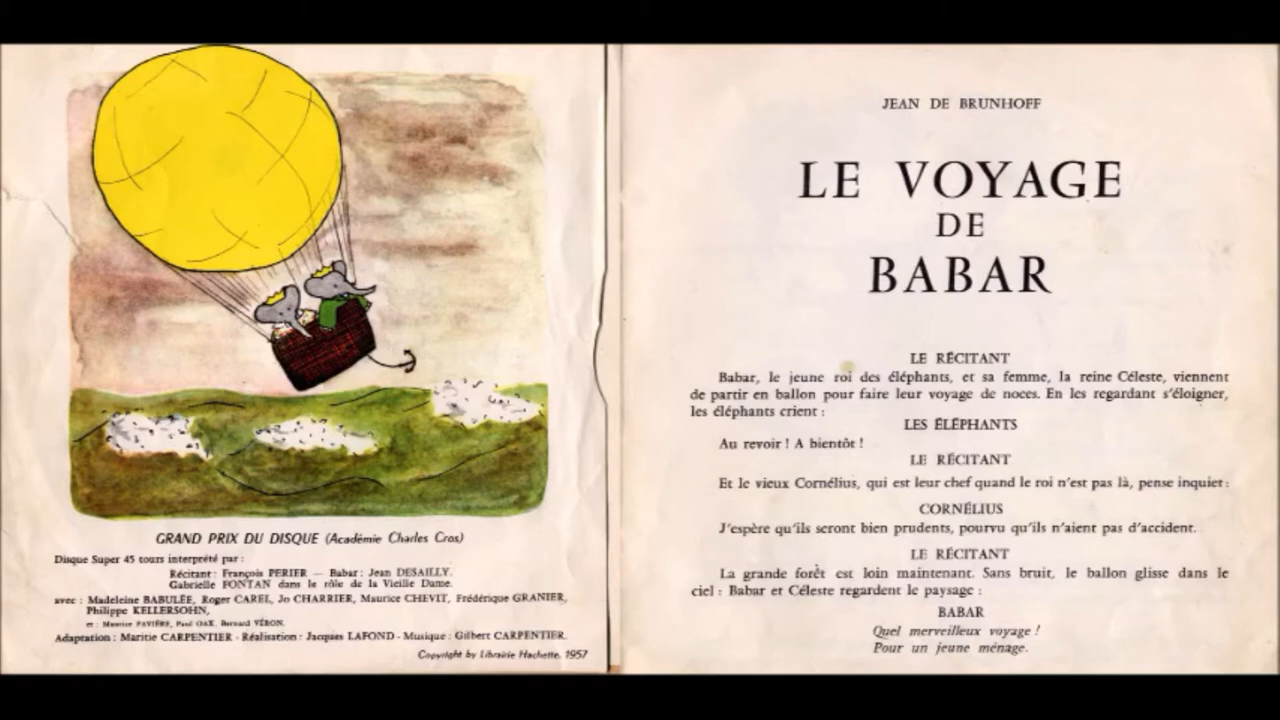 GRAND PRIX DU DISQUE (Académie Charles Cros)
Disque Super 45 tours interprété par :
Récitant : François PERIER — Babar : Jean DESAILLY.
Gabrielle FONTAN dans le rôle de la Vieille Dame.
avec : Madeleine BABULÉE, Roger CAREL, Jo CHARRIER, Maurice CHEVIT, Frédérique GRANIER,
Philippe KELLERSOHN,
et : Maurice FAVIÈRE, Paul OAX, Bernard VÉRON.
Adaptation : Maritie CARPENTIER - Réalisation : Jacques LAFOND - Musique : Gilbert CARPENTIER.
Copyright by Librairie Hachette, 1957
JEAN DE BRUNHOFF
LE VOYAGE
DE
BABAR
LE RÉCITANT
Babar, le jeune roi des éléphants, et sa femme, la reine Céleste, viennent
de partir en ballon pour faire leur voyage de noces. En les regardant s'éloigner,
les éléphants crient :
LES ÉLÉPHANTS
Au revoir ! A bientôt !
LE RÉCITANT
Et le vieux Cornélius, qui est leur chef quand le roi n'est pas là, pense inquiet :
CORNÉLIUS
J'espère qu'ils seront bien prudents, pourvu qu'ils n'aient pas d'accident.
LE RÉCITANT
La grande forêt est loin maintenant. Sans bruit, le ballon glisse dans le
ciel : Babar et Céleste regardent le paysage :
BABAR
Quel merveilleux voyage !
Pour un jeune ménage.